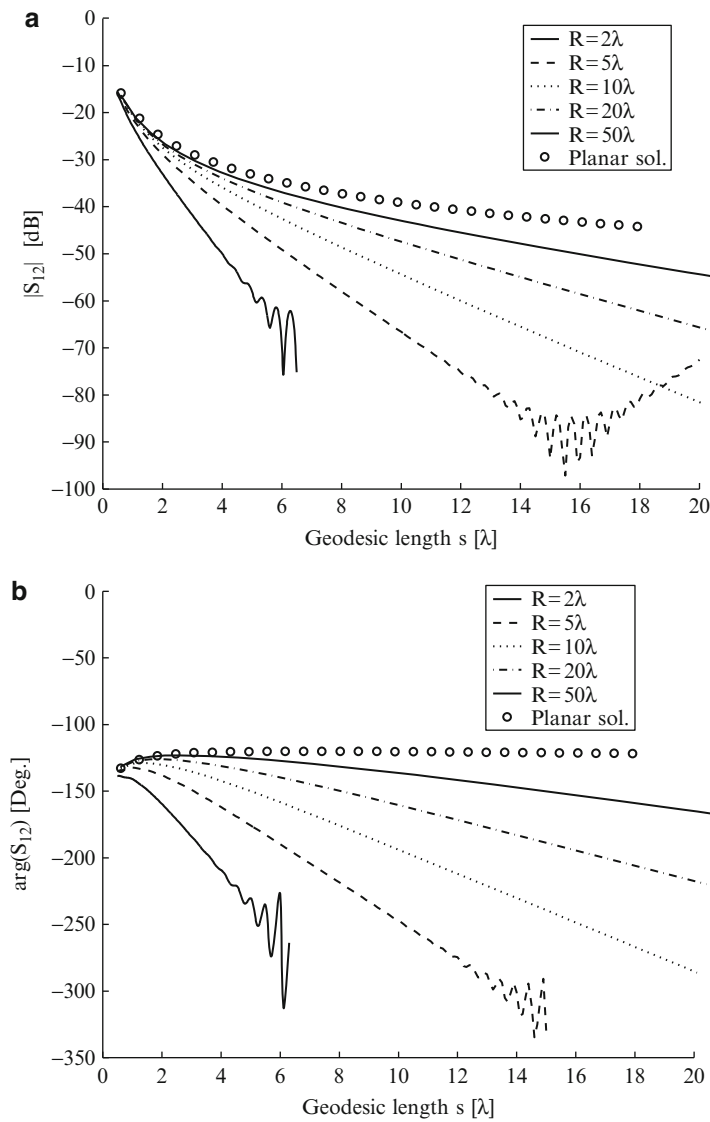 a
0
−10
−20
−30
−40
−50
−60
−70
−80
−90
−100
|S12| [dB]
R=2λ
R=5λ
R=10λ
R=20λ
R=50λ
Planar sol.
0 2 4 6 8 10 12 14 16 18 20
Geodesic length s [λ]
b
0
−50
−100
−150
−200
−250
−300
−350
arg(S12) [Deg.]
R=2λ
R=5λ
R=10λ
R=20λ
R=50λ
Planar sol.
0 2 4 6 8 10 12 14 16 18 20
Geodesic length s [λ]